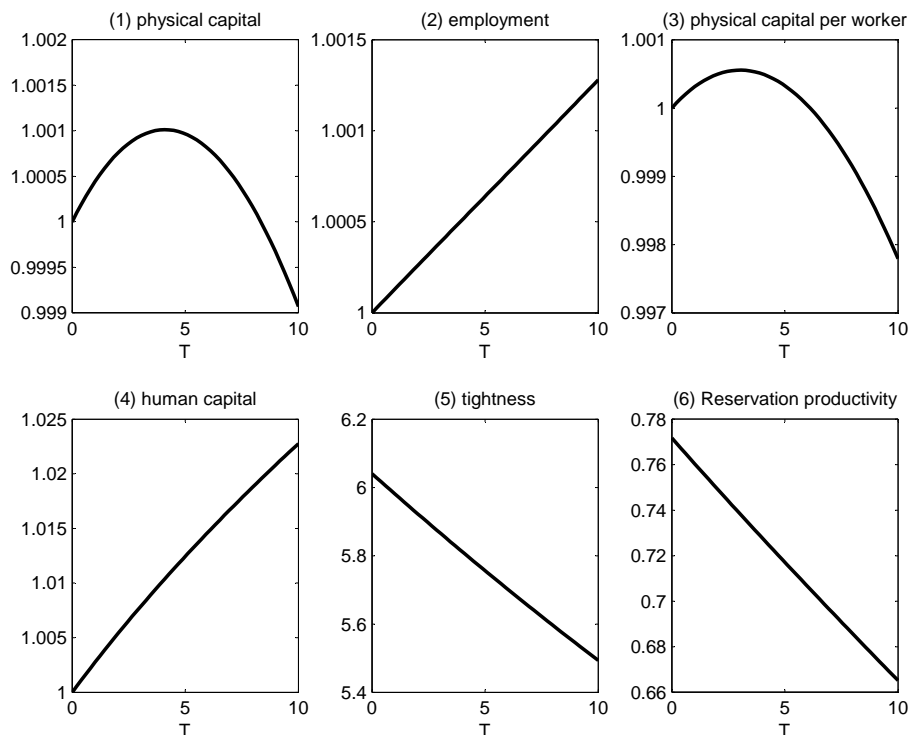 (1) physical capital
1.002
1.0015
1.001
1.0005
1
0.9995
0.999
0 5 10
T
(2) employment
1.0015
1.001
1.0005
1
0 5 10
T
(3) physical capital per worker
1.001
1
0.999
0.998
0.997
0 5 10
T
(4) human capital
1.025
1.02
1.015
1.01
1.005
1
0 5 10
T
(5) tightness
6.2
6
5.8
5.6
5.4
0 5 10
T
(6) Reservation productivity
0.78
0.76
0.74
0.72
0.7
0.68
0.66
0 5 10
T